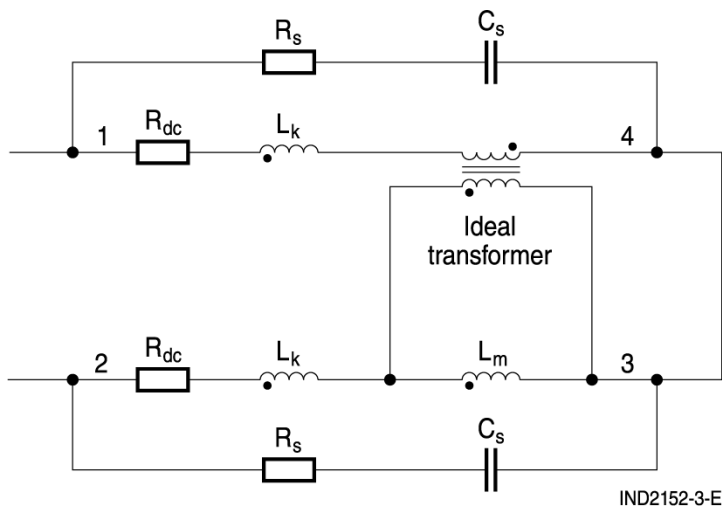 Rs
Cs
1
Rdc
Lk
4
Ideal
transformer
2
Rdc
Lk
Lm
3
Rs
Cs
IND2152-3-E